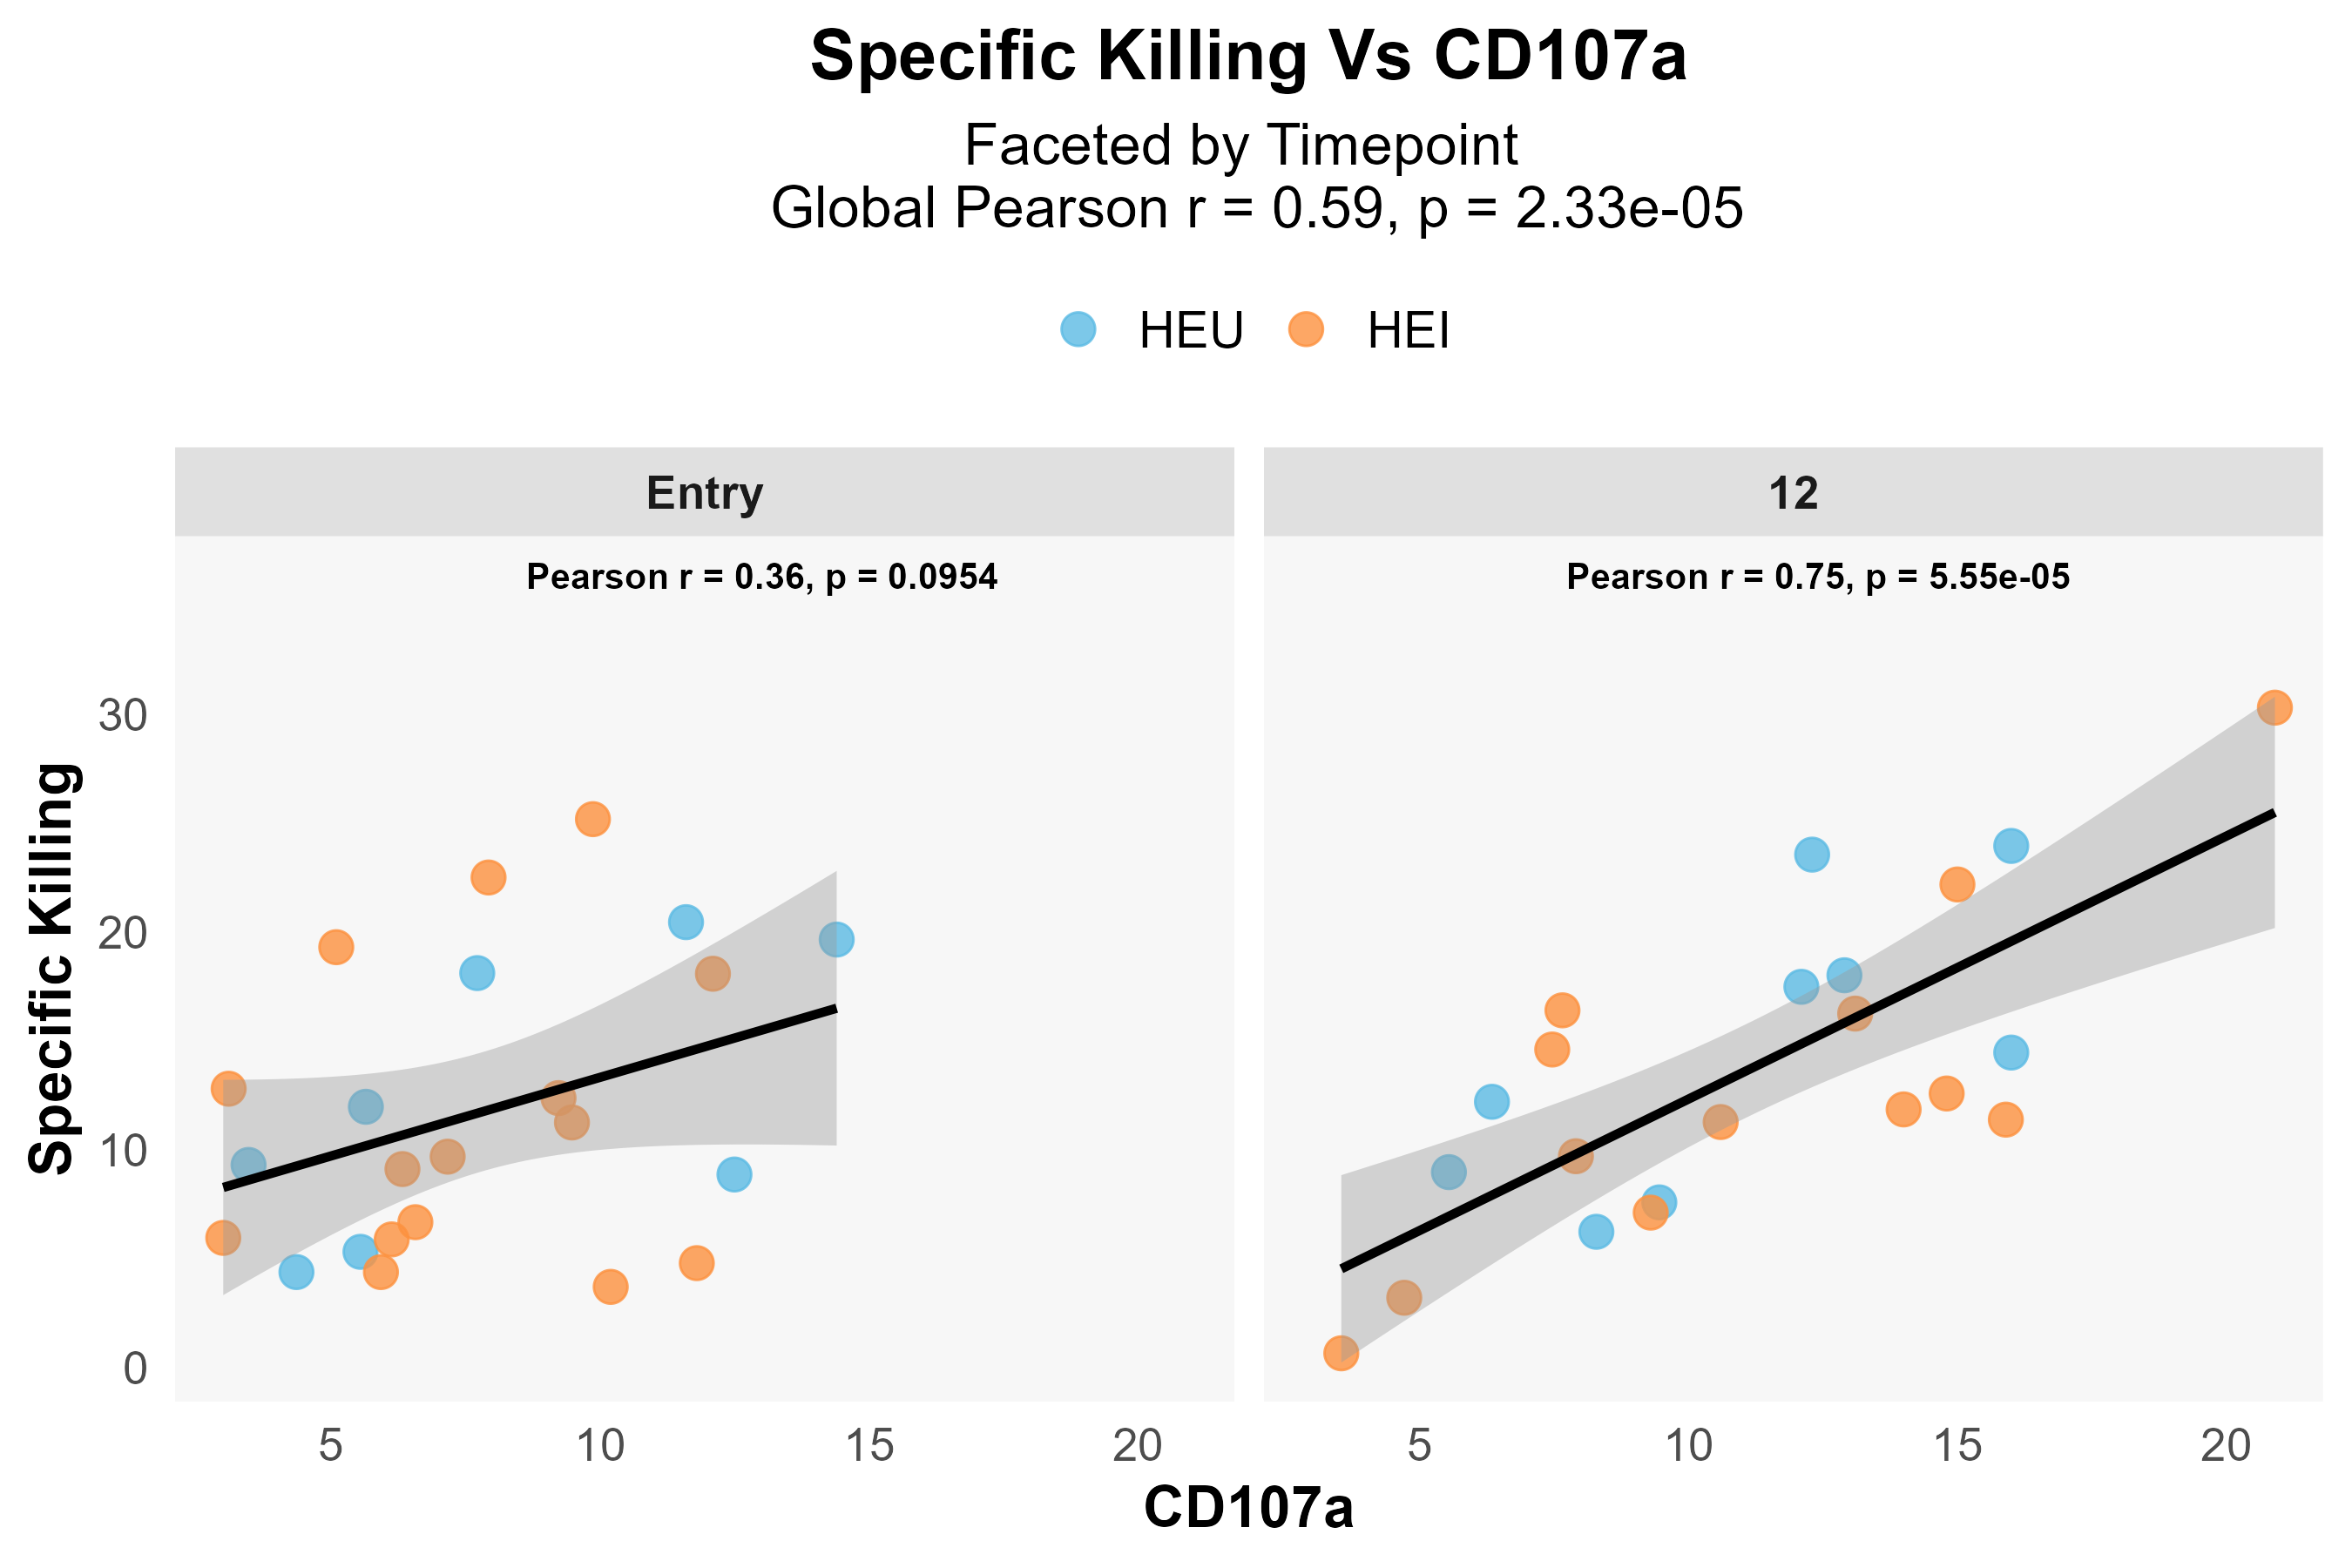 Specific Killing Vs CD107a
Faceted by Timepoint
Global Pearson r = 0.59, p = 2.33e-05
HEU HEI
Entry
12
Pearson r = 0.36, p = 0.0954
Pearson r = 0.75, p = 5.55e-05
Specific Killing
30
20
10
0
5 10 15 20
5 10 15 20
CD107a